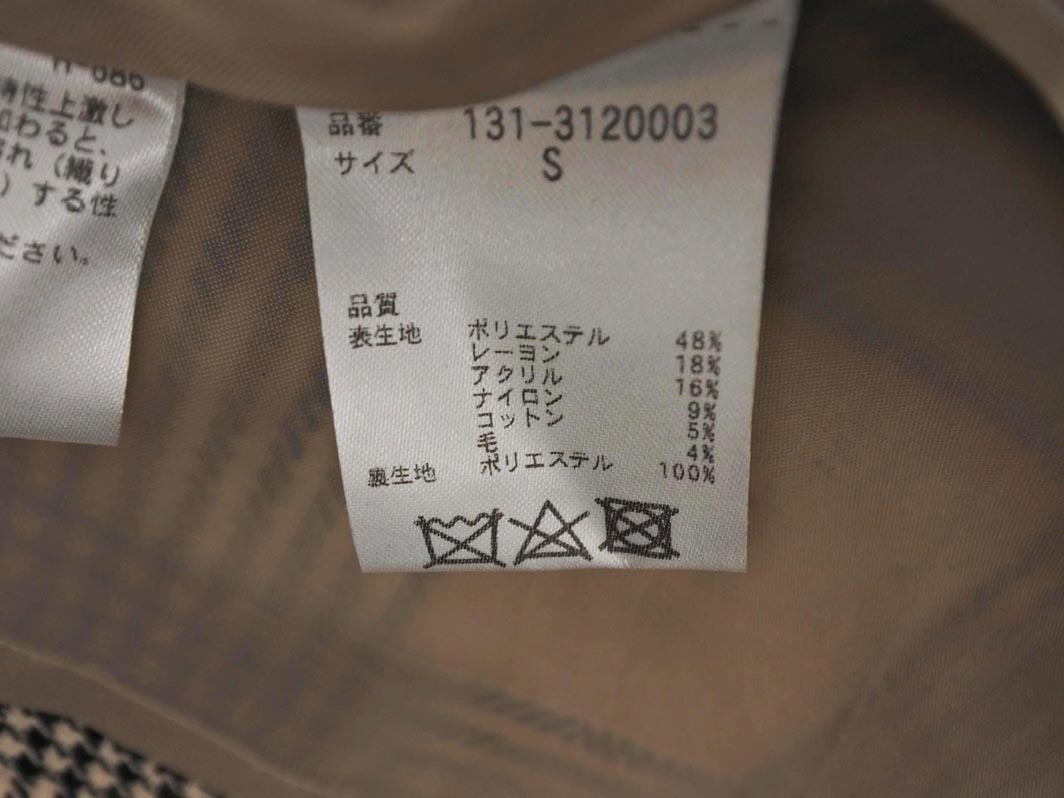 H-686
特性上激し
加わると、
れ（織り
）する性
ださい。
品番 131-3120003
サイズ S
品質
表生地 ポリエステル 48%
レーヨン 18%
アクリル 16%
ナイロン 9%
コットン 5%
毛 4%
裏生地 ポリエステル 100%